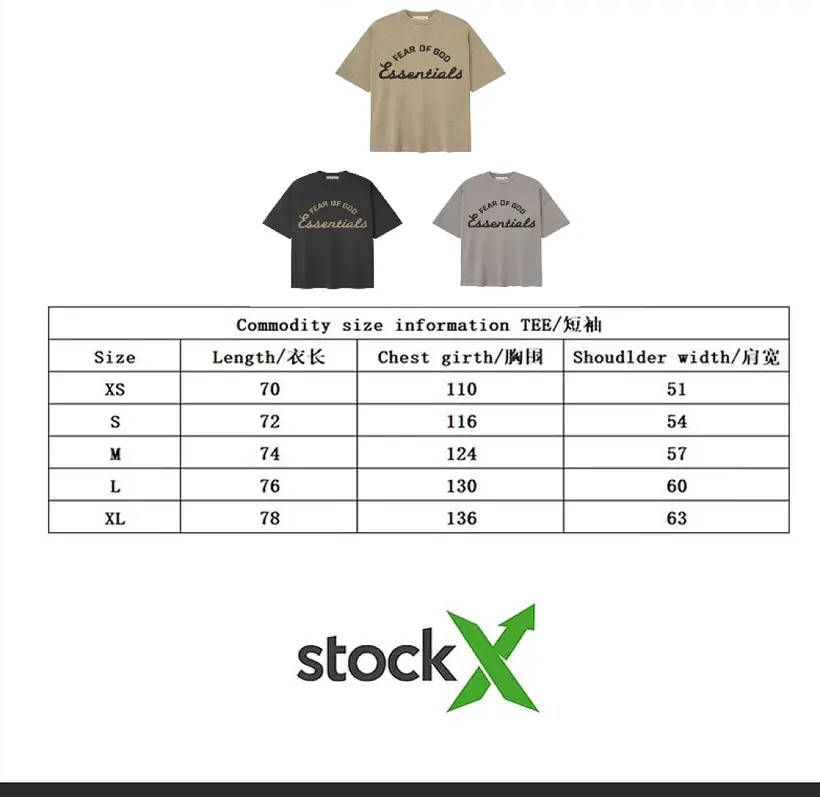 FEAR OF GOD
Essentials
FEAR OF GOD
Essentials
FEAR OF GOD
Essentials
Commodity size information TEE/短袖
Size Length/衣长 Chest girth/胸围 Shoudlder width/肩宽
XS 70 110 51
S 72 116 54
M 74 124 57
L 76 130 60
XL 78 136 63
stockX